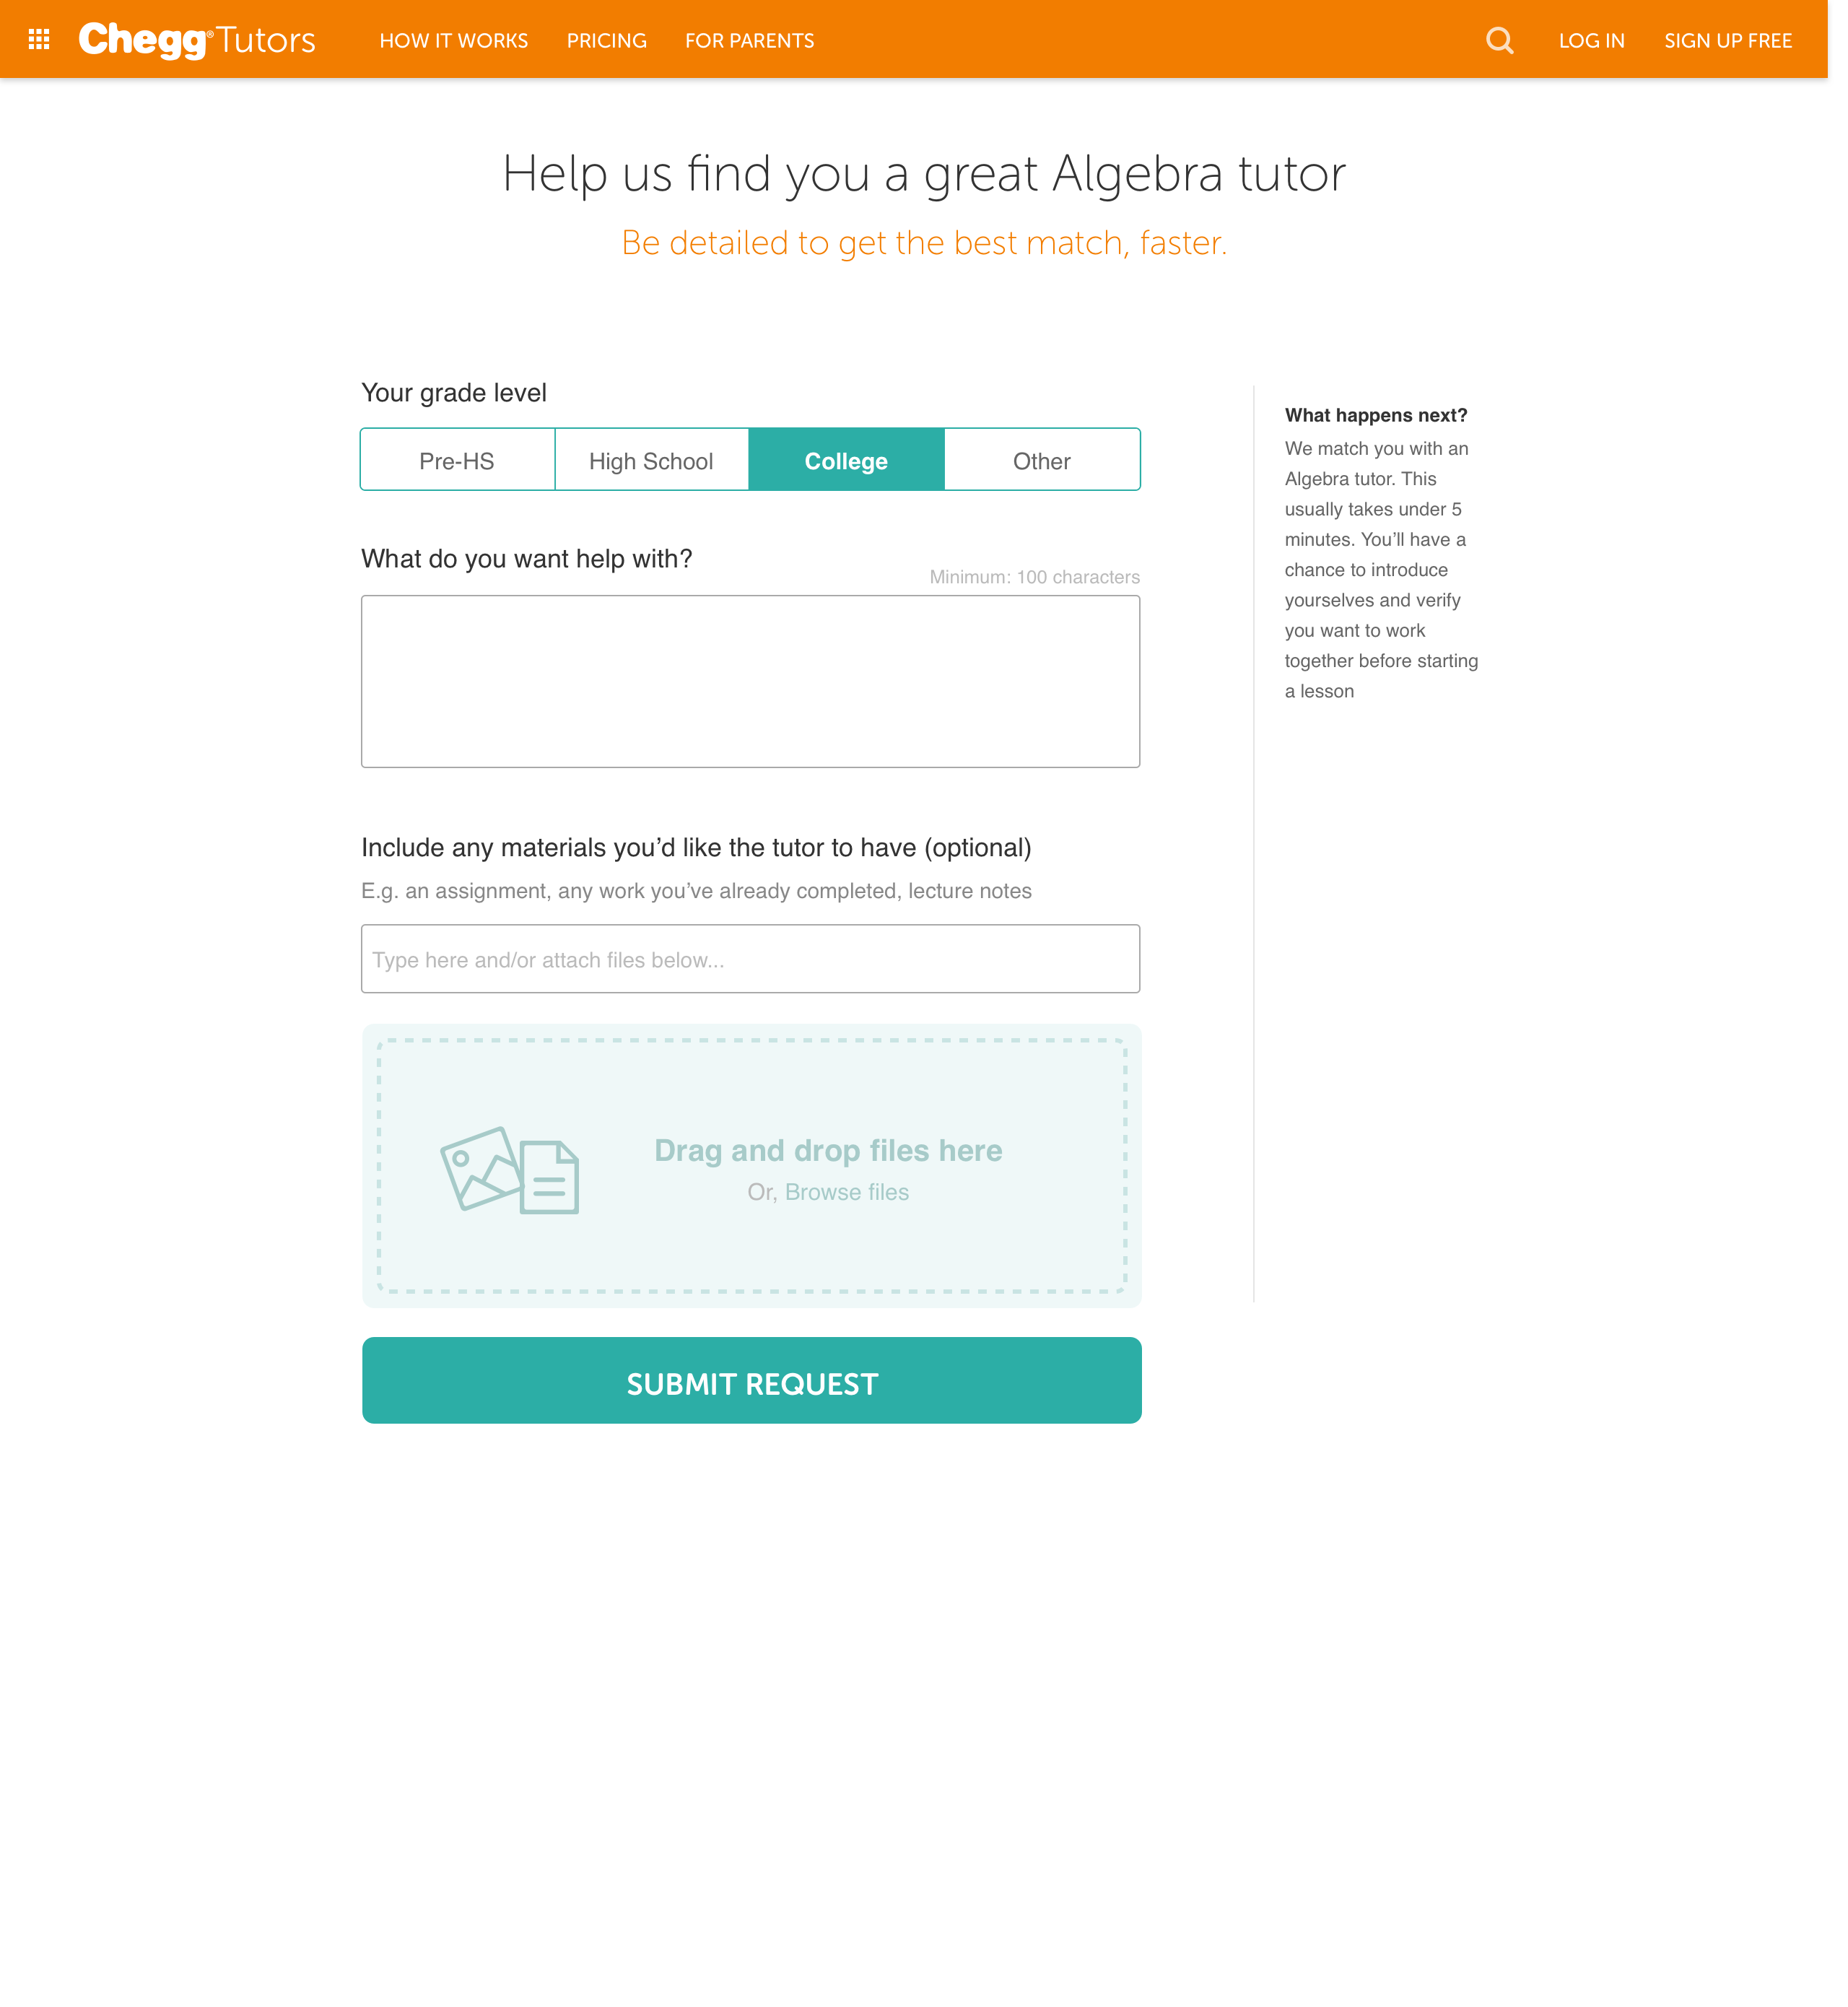 Chegg® Tutors HOW IT WORKS PRICING FOR PARENTS LOG IN SIGN UP FREE
Help us find you a great Algebra tutor
Be detailed to get the best match, faster.
Your grade level
Pre-HS High School College Other
What do you want help with?
Minimum: 100 characters
Include any materials you’d like the tutor to have (optional)
E.g. an assignment, any work you’ve already completed, lecture notes
Type here and/or attach files below...
Drag and drop files here
Or, Browse files
SUBMIT REQUEST
What happens next?
We match you with an
Algebra tutor. This
usually takes under 5
minutes. You’ll have a
chance to introduce
yourselves and verify
you want to work
together before starting
a lesson